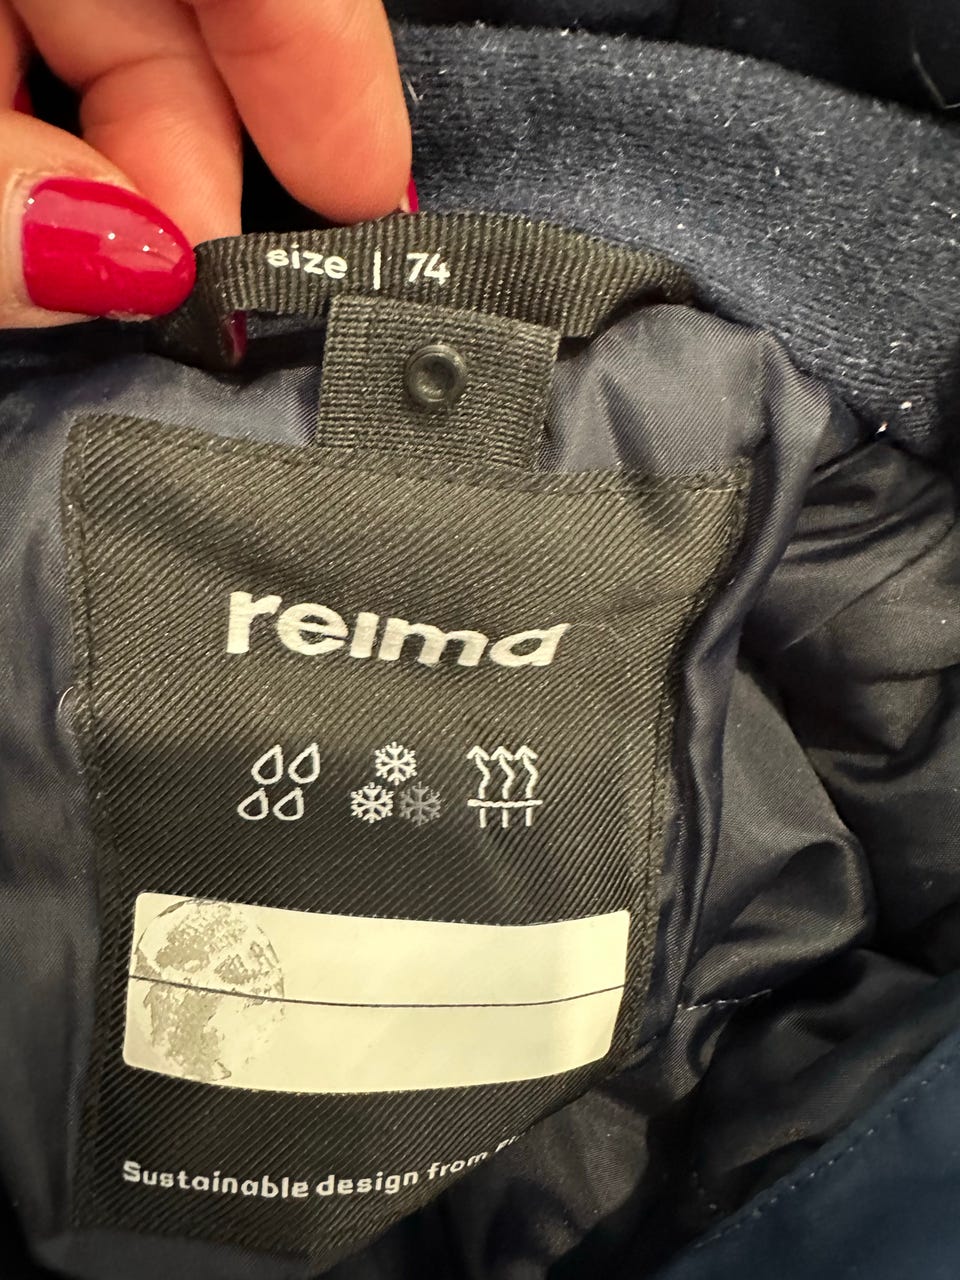 size | 74
reima
Sustainable design from